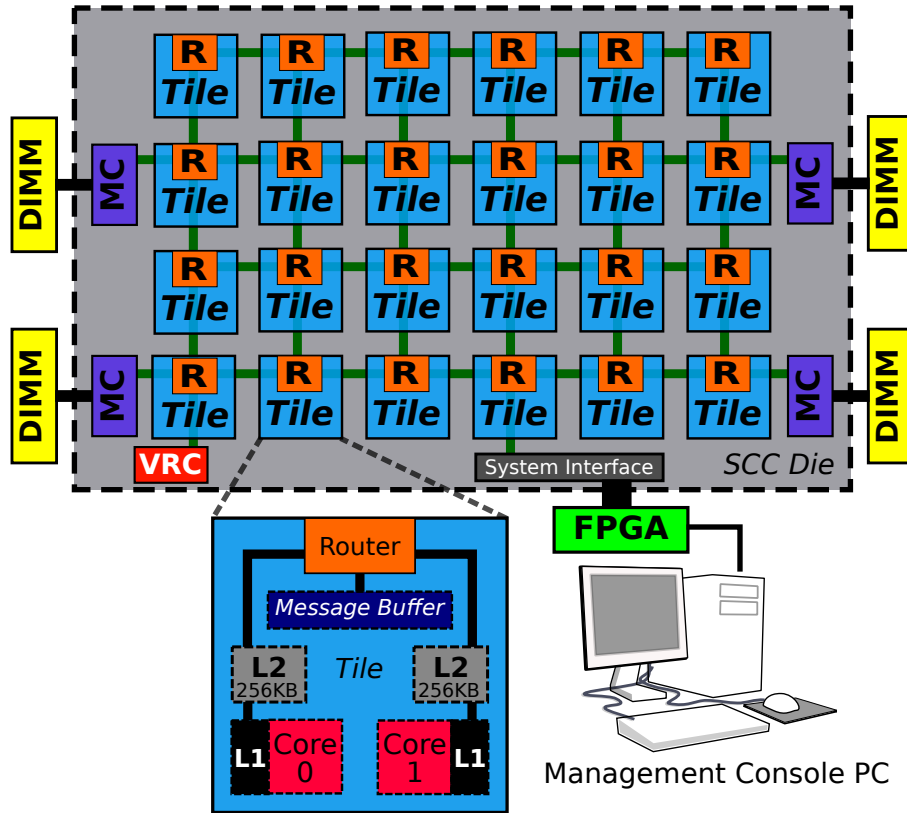 R R R R R R
Tile Tile Tile Tile Tile Tile
DIMM MC R R R R R R MC DIMM
Tile Tile Tile Tile Tile Tile
R R R R R R
Tile Tile Tile Tile Tile Tile
DIMM MC R R R R R R MC DIMM
Tile Tile Tile Tile Tile Tile
VRC System Interface SCC Die
Router
FPGA
Message Buffer
L2 Tile L2
256KB 256KB
L1 Core Core L1
0 1
Management Console PC